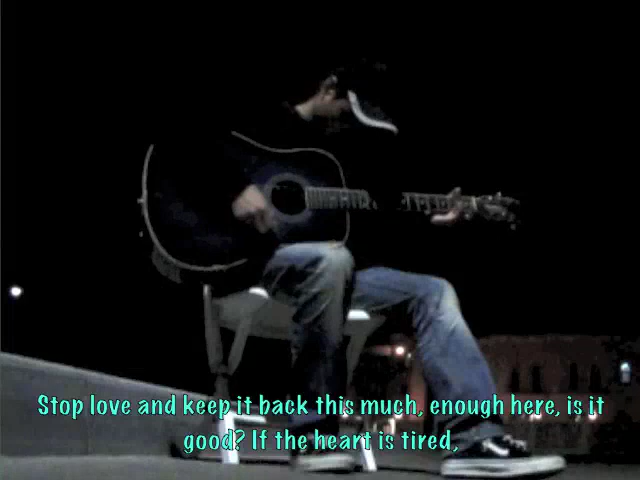 Stop love and keep it back this much, enough here, is it
good? If the heart is tired,